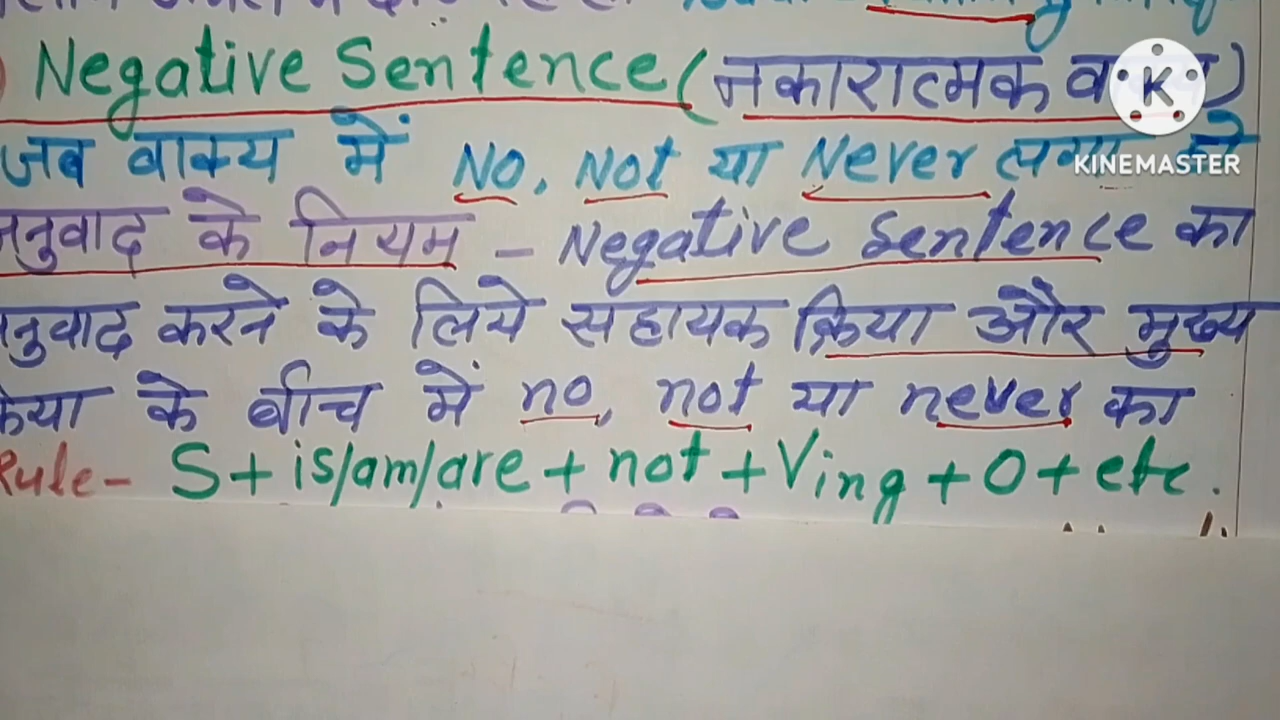 Negative Sentence (नकारात्मक
K
KINEMASTER
जब वाक्य में No, Not या Never लगा हो
के नियम - Negative Sentence का
करने के लिये सहायक क्रिया और मुख्य
के बीच में no, not या never का
Rule- S+ is/am/are + not + Ving + O + etc.